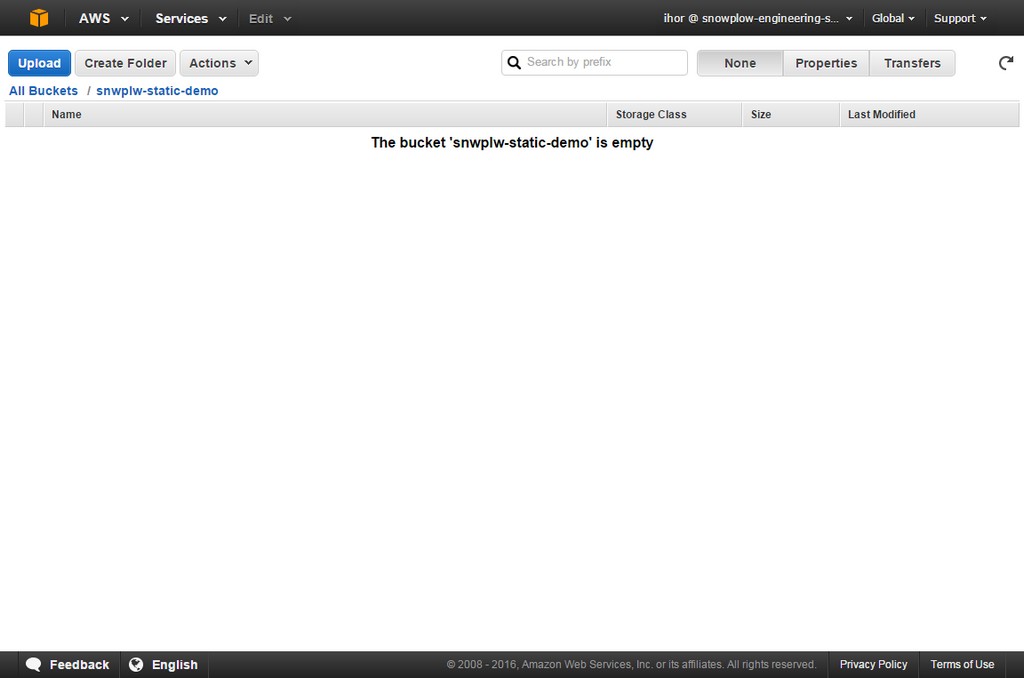 AWS Services Edit ihor @ snowplow-engineering-s... Global Support
Upload Create Folder Actions Search by prefix None Properties Transfers
All Buckets / snwplw-static-demo
Name Storage Class Size Last Modified
The bucket 'snwplw-static-demo' is empty
Feedback English © 2008 - 2016, Amazon Web Services, Inc. or its affiliates. All rights reserved. Privacy Policy Terms of Use